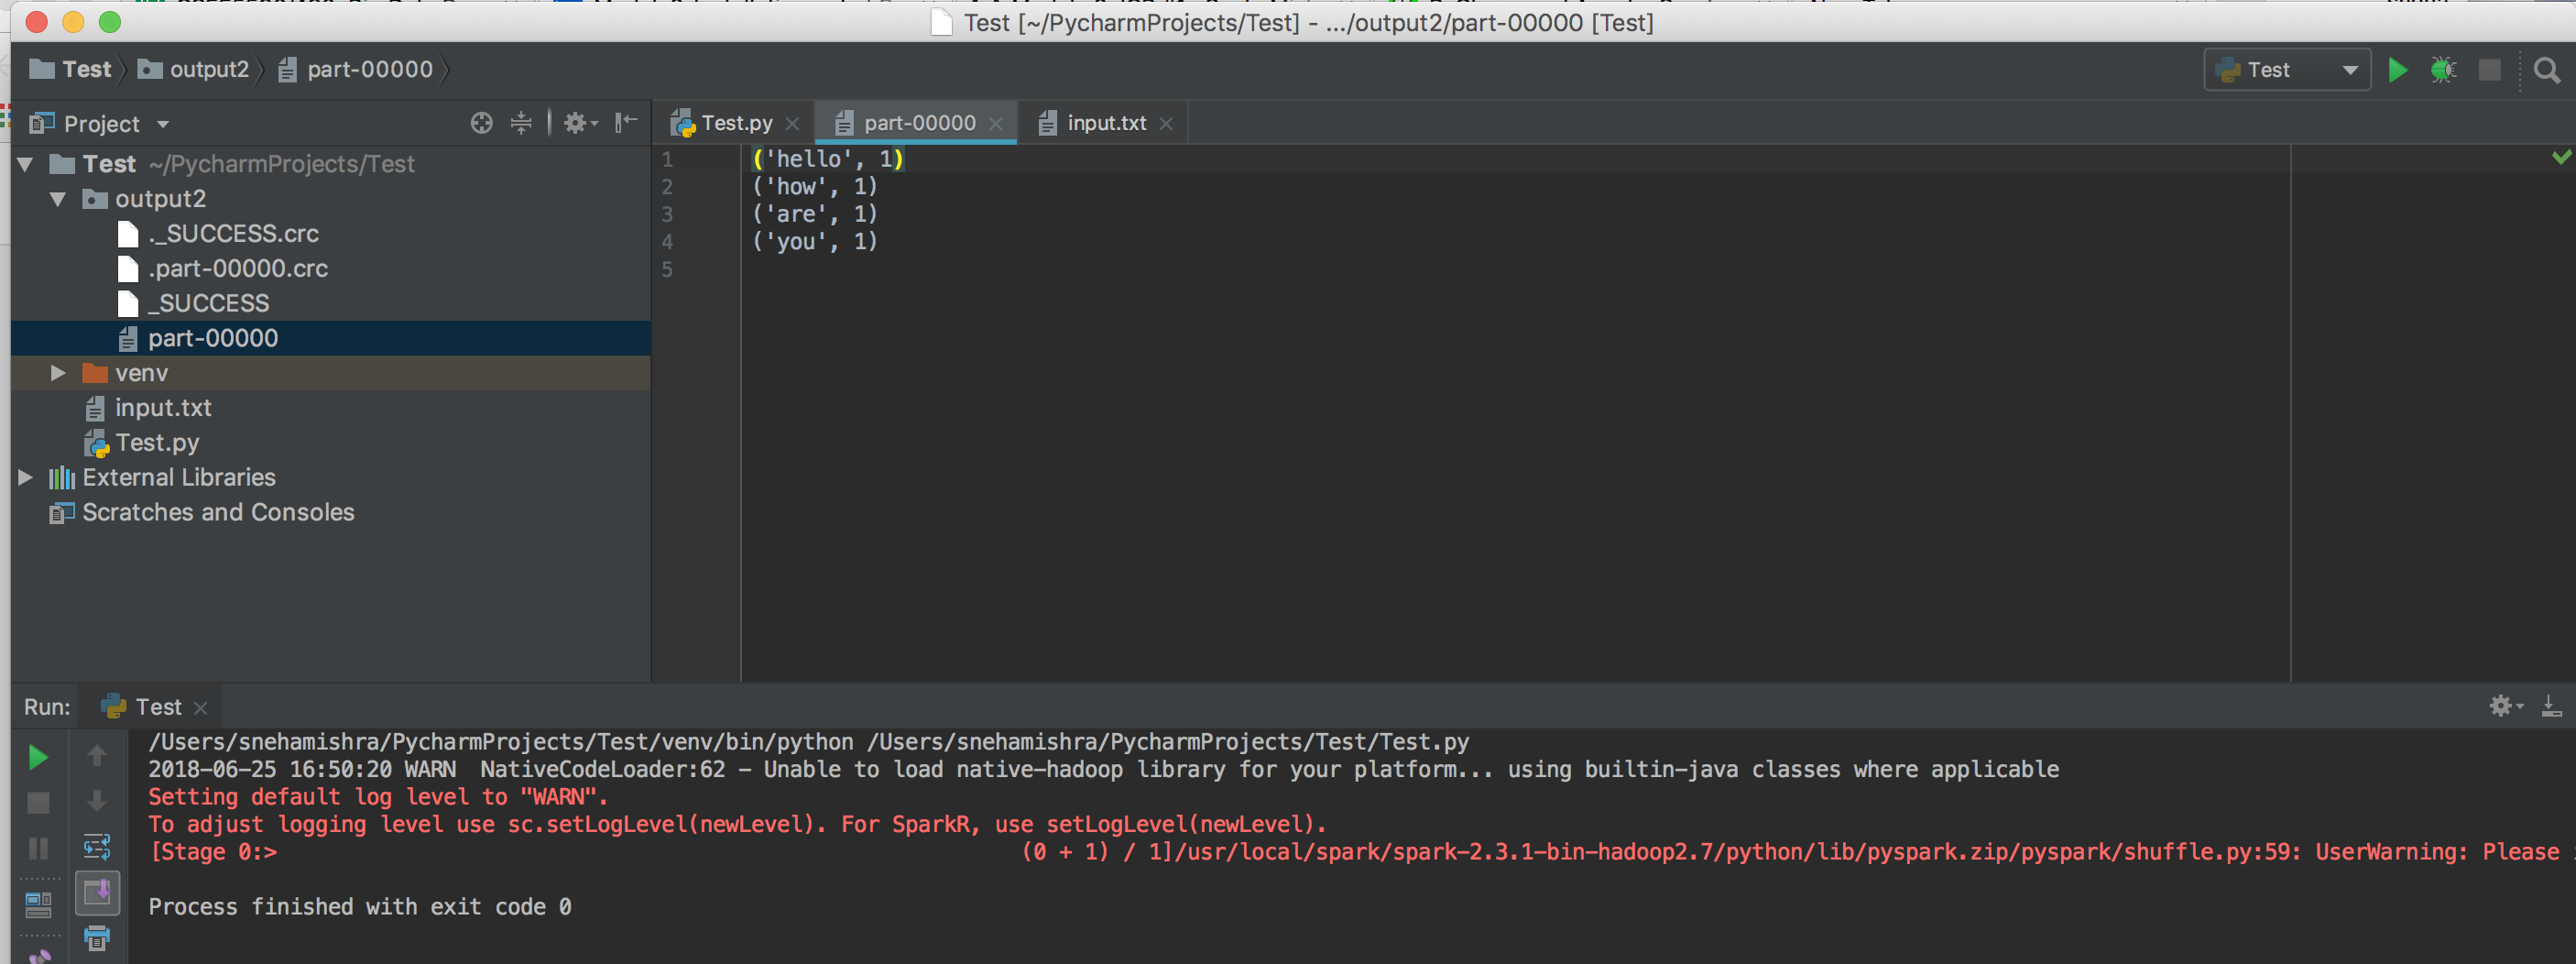 Test [~/PycharmProjects/Test] - .../output2/part-00000 [Test]
Test output2 part-00000
Test
Project
Test.py part-00000 input.txt
Test ~/PycharmProjects/Test
output2
._SUCCESS.crc
.part-00000.crc
_SUCCESS
part-00000
venv
input.txt
Test.py
External Libraries
Scratches and Consoles
1 ('hello', 1)
2 ('how', 1)
3 ('are', 1)
4 ('you', 1)
5
Run: Test
/Users/snehamishra/PycharmProjects/Test/venv/bin/python /Users/snehamishra/PycharmProjects/Test/Test.py
2018-06-25 16:50:20 WARN  NativeCodeLoader:62 - Unable to load native-hadoop library for your platform... using builtin-java classes where applicable
Setting default log level to "WARN".
To adjust logging level use sc.setLogLevel(newLevel). For SparkR, use setLogLevel(newLevel).
[Stage 0:> (0 + 1) / 1]/usr/local/spark/spark-2.3.1-bin-hadoop2.7/python/lib/pyspark.zip/pyspark/shuffle.py:59: UserWarning: Please
Process finished with exit code 0